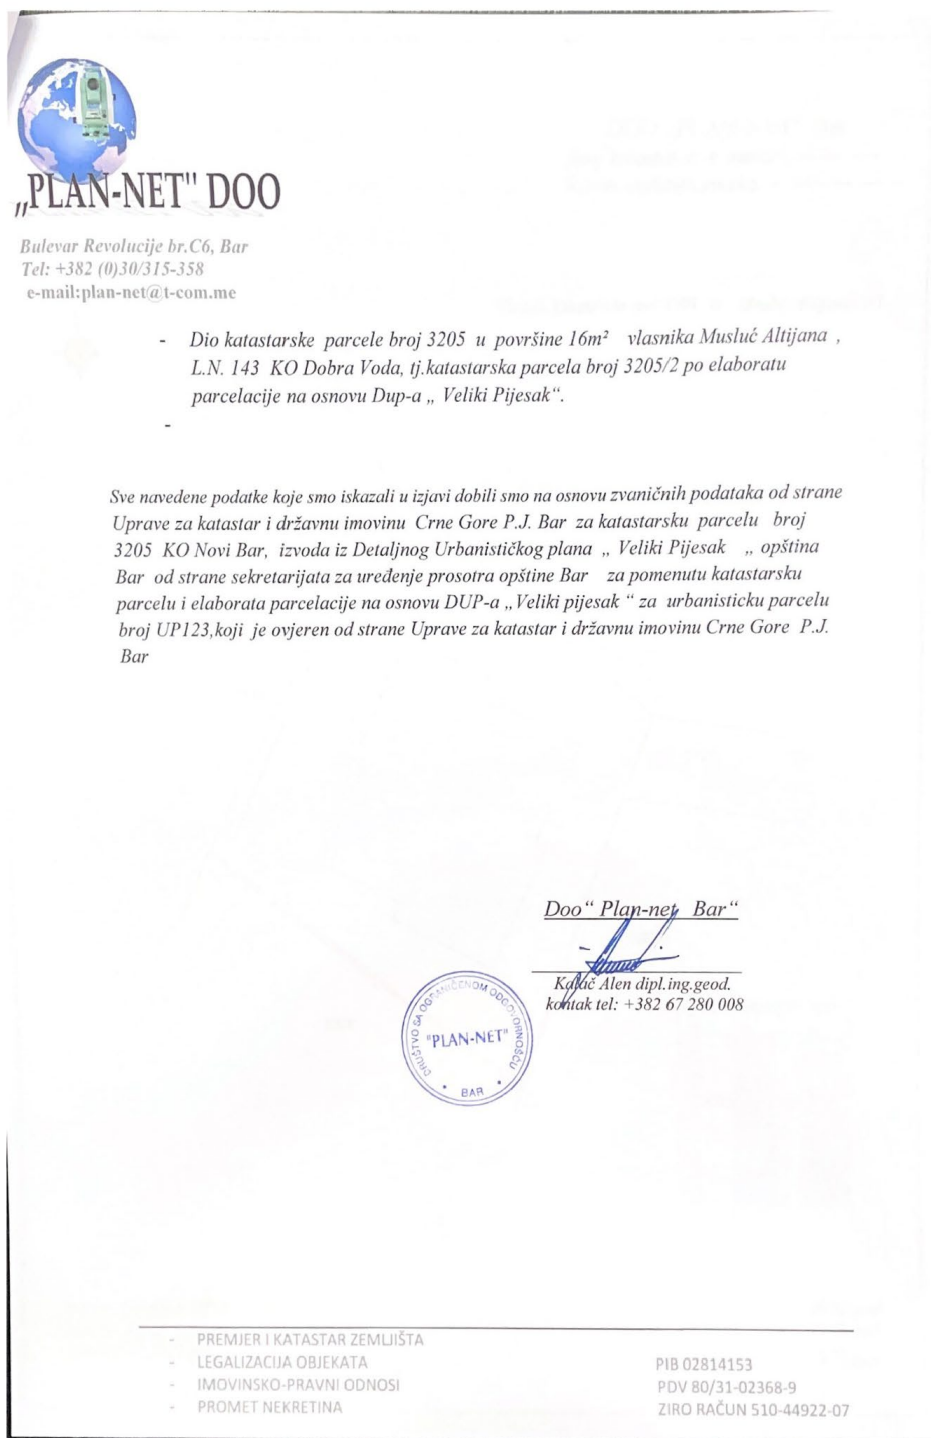 „PLAN-NET" DOO
Bulevar Revolucije br.C6, Bar
Tel: +382 (0)30/315-358
e-mail:plan-net@t-com.me
- Dio katastarske parcele broj 3205 u površine 16m² vlasnika Musluć Altijana ,
L.N. 143 KO Dobra Voda, tj.katastarska parcela broj 3205/2 po elaboratu
parcelacije na osnovu Dup-a „ Veliki Pijesak“.
-
Sve navedene podatke koje smo iskazali u izjavi dobili smo na osnovu zvaničnih podataka od strane
Uprave za katastar i državnu imovinu Crne Gore P.J. Bar za katastarsku parcelu broj
3205 KO Novi Bar, izvoda iz Detaljnog Urbanističkog plana „ Veliki Pijesak „ opština
Bar od strane sekretarijata za uređenje prosotra opštine Bar za pomenutu katastarsku
parcelu i elaborata parcelacije na osnovu DUP-a „Veliki pijesak “ za urbanisticku parcelu
broj UP123,koji je ovjeren od strane Uprave za katastar i državnu imovinu Crne Gore P.J.
Bar
Doo“ Plan-net Bar“
Kalač Alen dipl.ing.geod.
kontak tel: +382 67 280 008
DRUŠTVO SA OGRANIČENOM ODGOVORNOŠĆU
"PLAN-NET"
BAR
- PREMJER I KATASTAR ZEMLJIŠTA
- LEGALIZACIJA OBJEKATA
- IMOVINSKO-PRAVNI ODNOSI
- PROMET NEKRETINA
PIB 02814153
PDV 80/31-02368-9
ZIRO RAČUN 510-44922-07